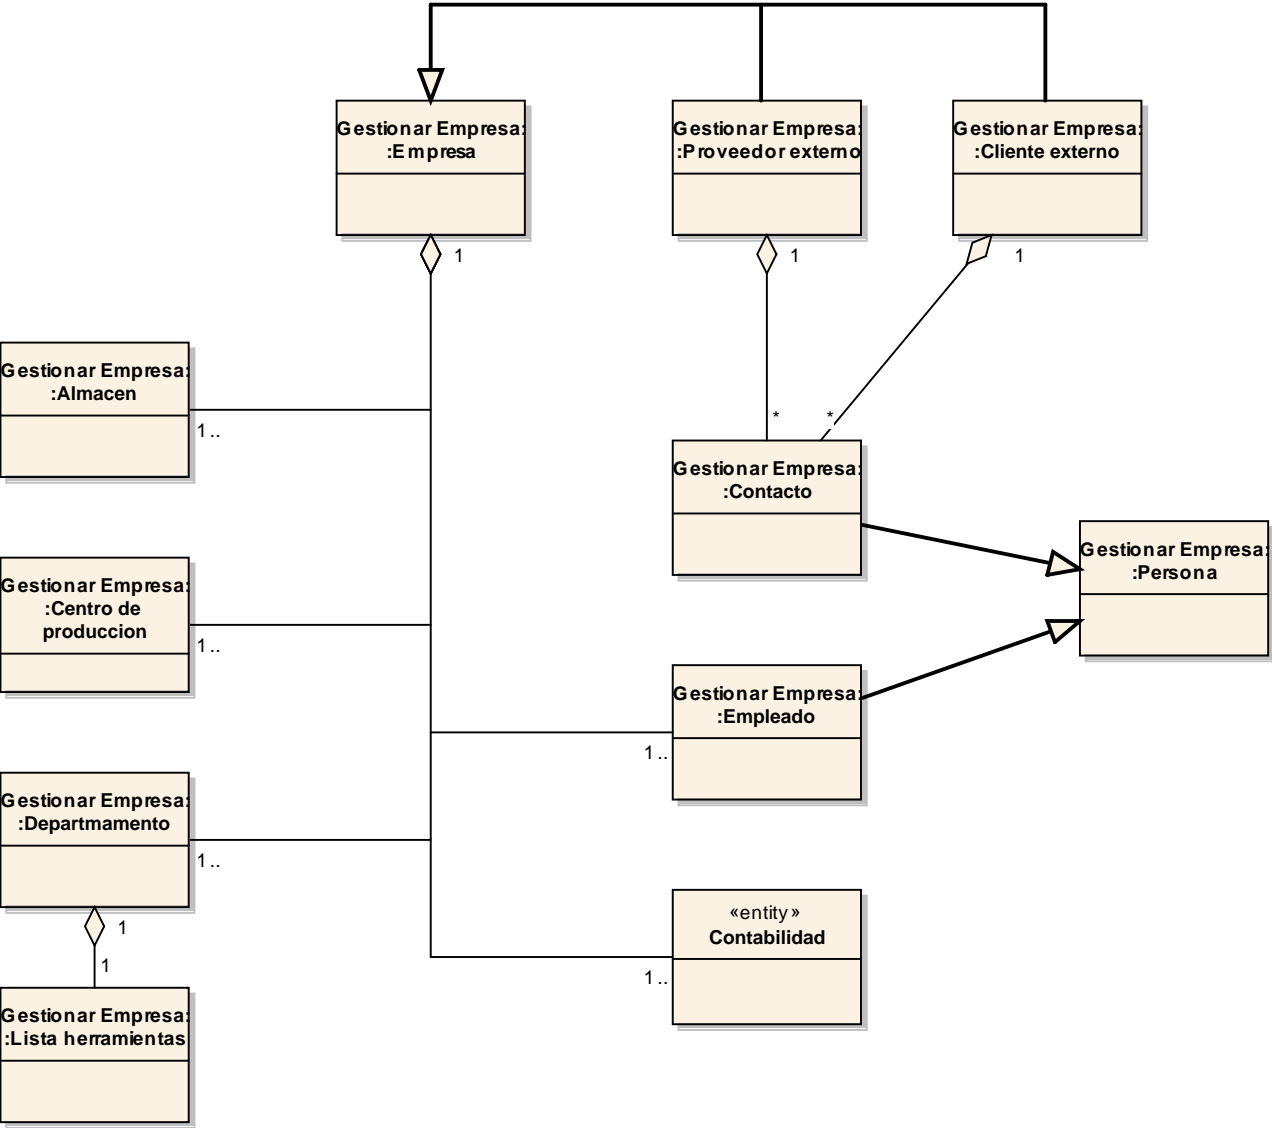 Gestionar Empresa:
:Empresa
Gestionar Empresa:
:Proveedor externo
Gestionar Empresa:
:Cliente externo
1
1
1
Gestionar Empresa:
:Almacen
1..
*
*
Gestionar Empresa:
:Contacto
Gestionar Empresa:
:Persona
Gestionar Empresa:
:Centro de
produccion
1..
Gestionar Empresa:
:Empleado
1..
Gestionar Empresa:
:Departmamento
1..
«entity»
Contabilidad
1..
1
1
Gestionar Empresa:
:Lista herramientas